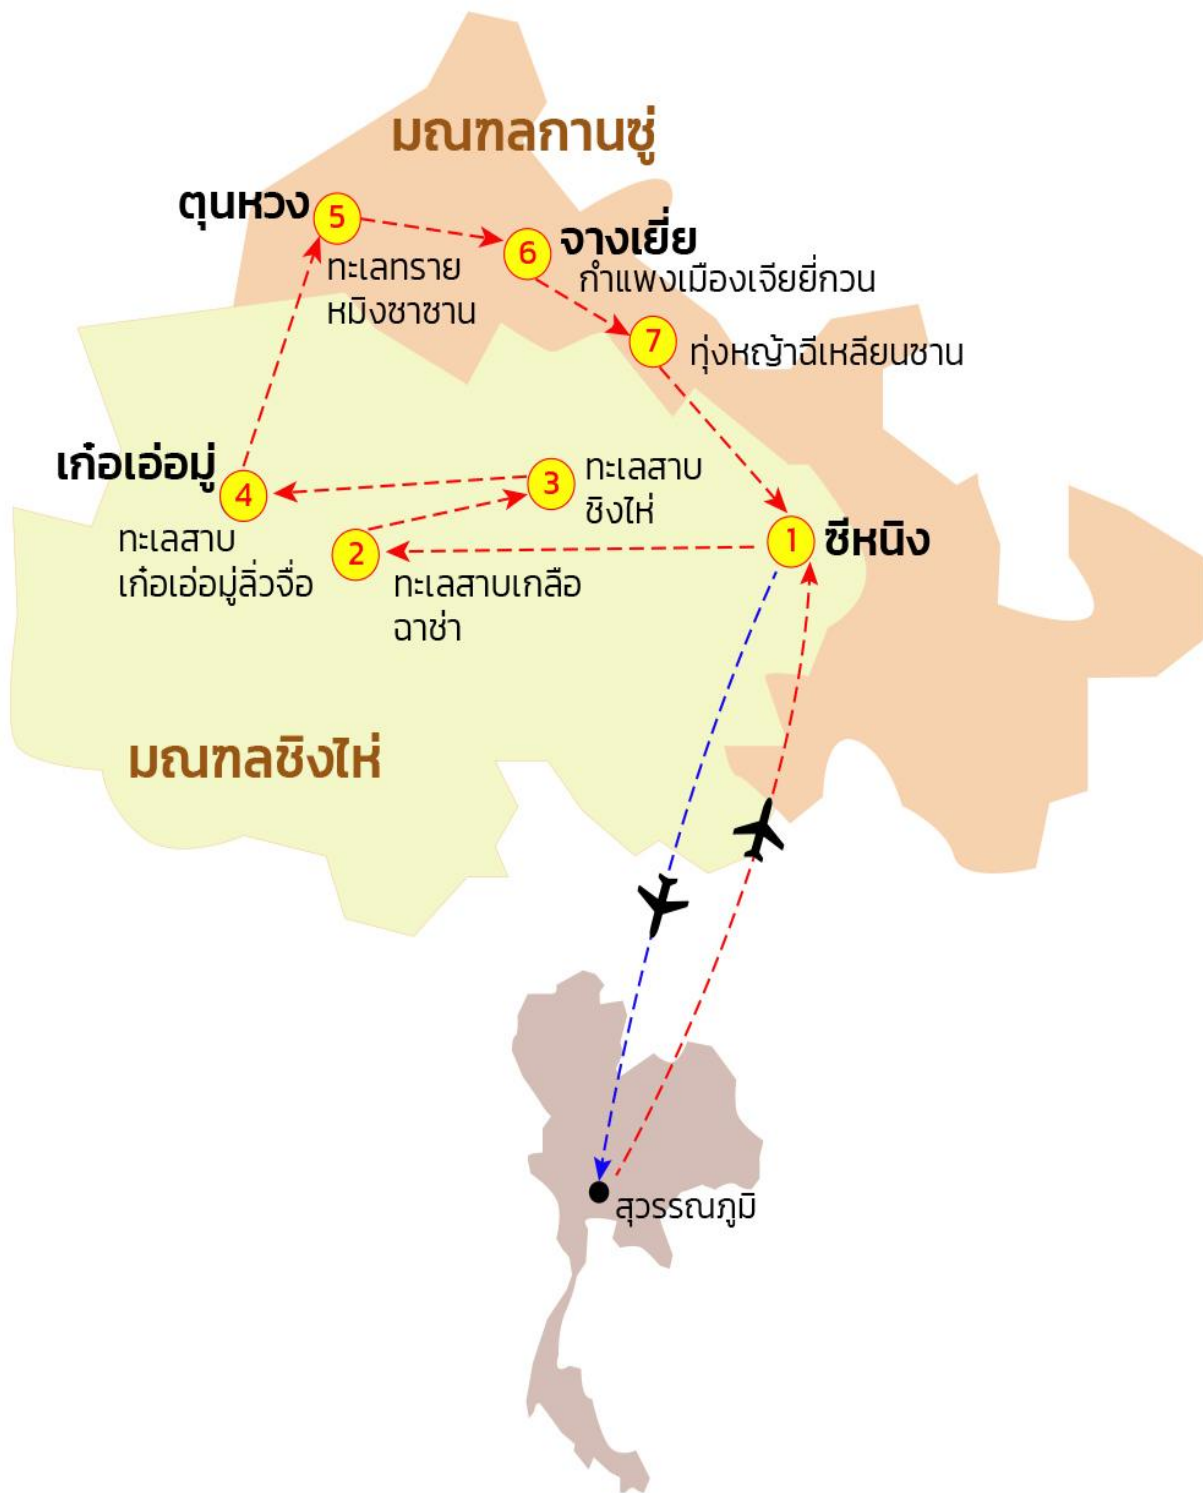 มณฑลกานซู่
ตุนหวง
5
ทะเลทราย
หมิงซาซาน
6
จางเยี่ย
กำแพงเมืองเจียยี่กวน
7
ทุ่งหญ้าฉีเหลียนซาน
เก๋อเอ่อมู่
4
ทะเลสาบ
เก๋อเอ่อมู่ลิ่วจื่อ
3
ทะเลสาบ
ชิงไห่
2
ทะเลสาบเกลือ
ฉาช่า
1
ซีหนิง
มณฑลชิงไห่
สุวรรณภูมิ